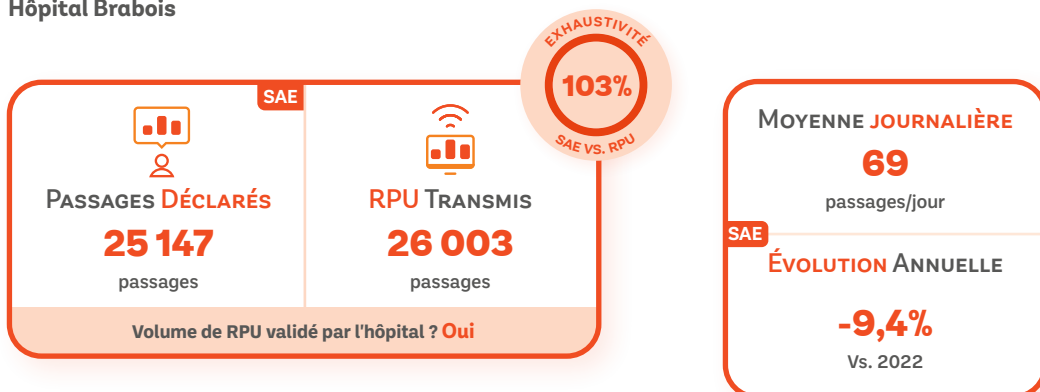 Hôpital Brabois
EXHAUSTIVITÉ
103%
SAE VS. RPU
SAE
PASSAGES DÉCLARÉS
25 147
passages
RPU TRANSMIS
26 003
passages
Volume de RPU validé par l'hôpital ? Oui
MOYENNE JOURNALIÈRE
69
passages/jour
SAE
ÉVOLUTION ANNUELLE
-9,4%
Vs. 2022